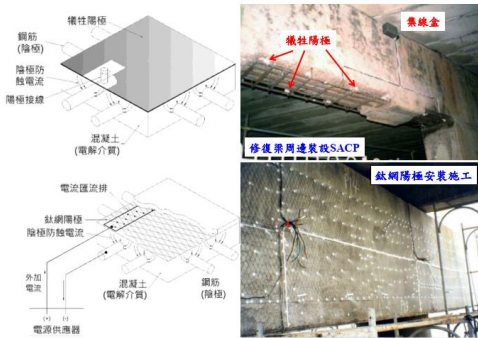 犧牲陽極
鋼筋
(陰極)
陰極防
蝕電流
陽極接線
混凝土
(電解介質)
集線盒
犧牲陽極
修復梁周邊裝設SACP
電流匯流排
鈦網陽極
陰極防蝕電流
外加
電流
混凝土
(電解介質)
鋼筋
(陰極)
(+)
(-)
電源供應器
鈦網陽極安裝施工